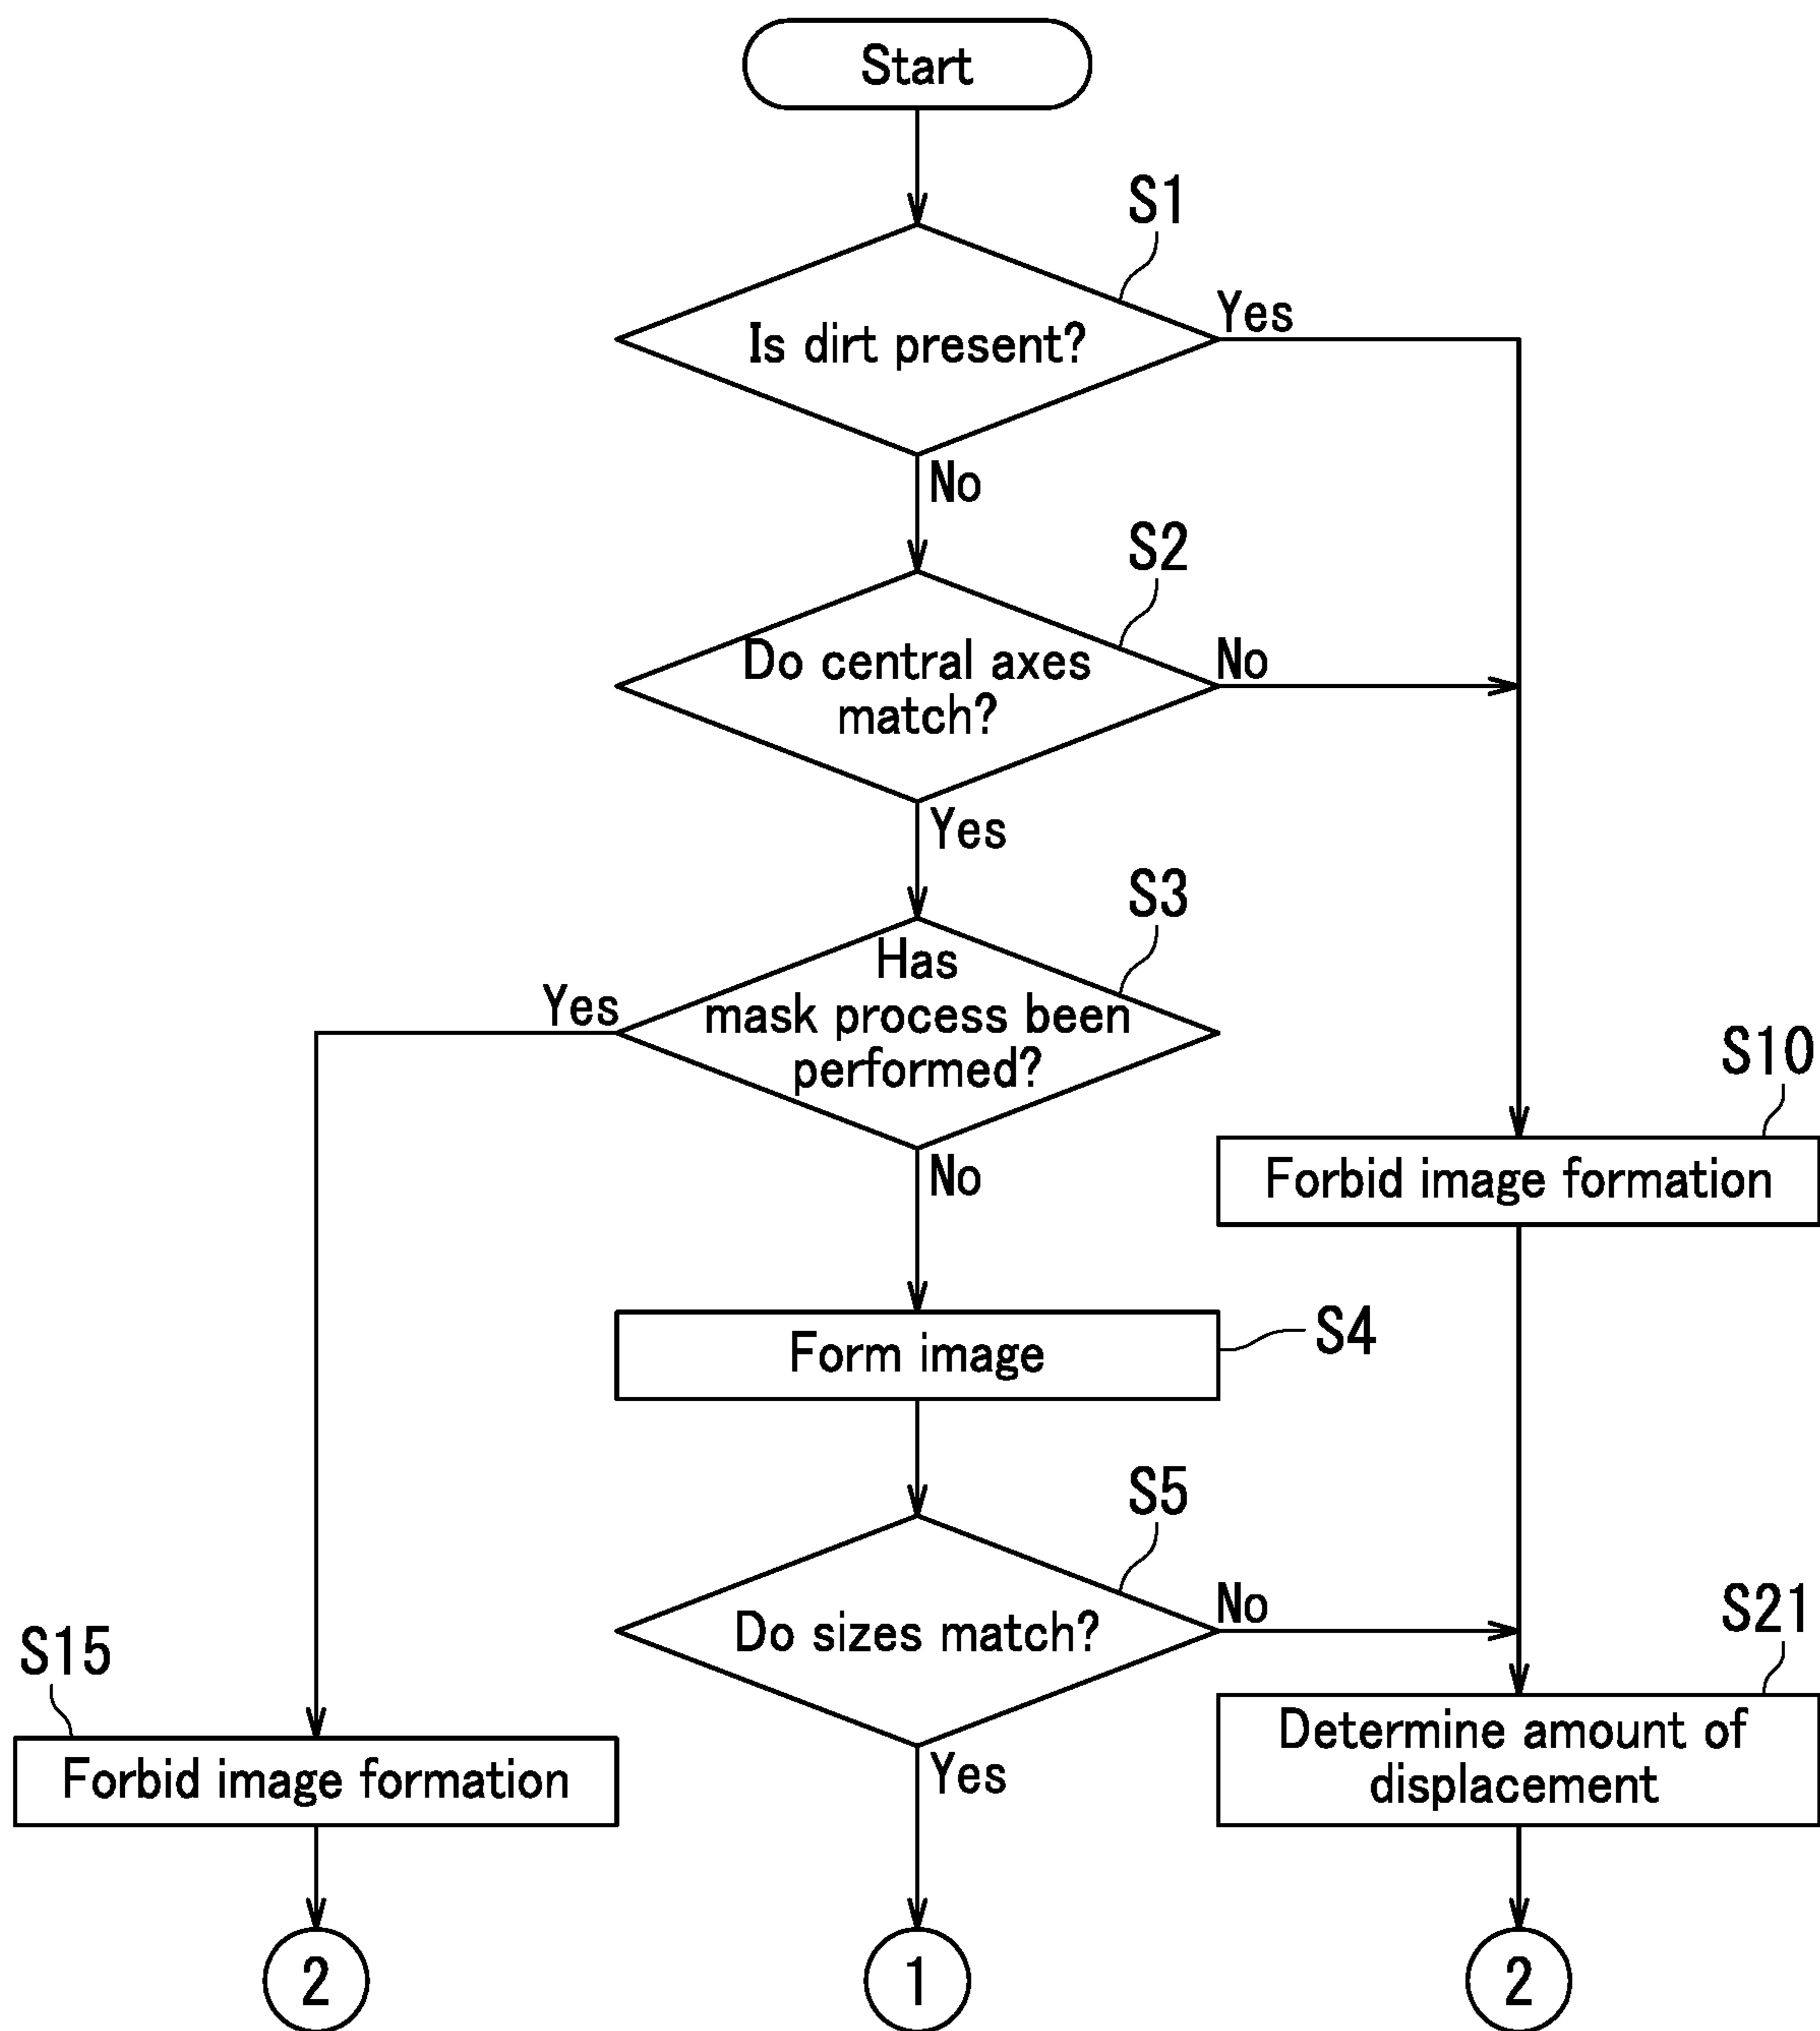 Start
S1
Is dirt present?
Yes
No
S2
Do central axes
match?
No
Yes
S3
Has
mask process been
performed?
Yes
No
S10
Forbid image formation
Form image
S4
S5
Do sizes match?
No
Yes
S15
Forbid image formation
S21
Determine amount of
displacement
2
1
2